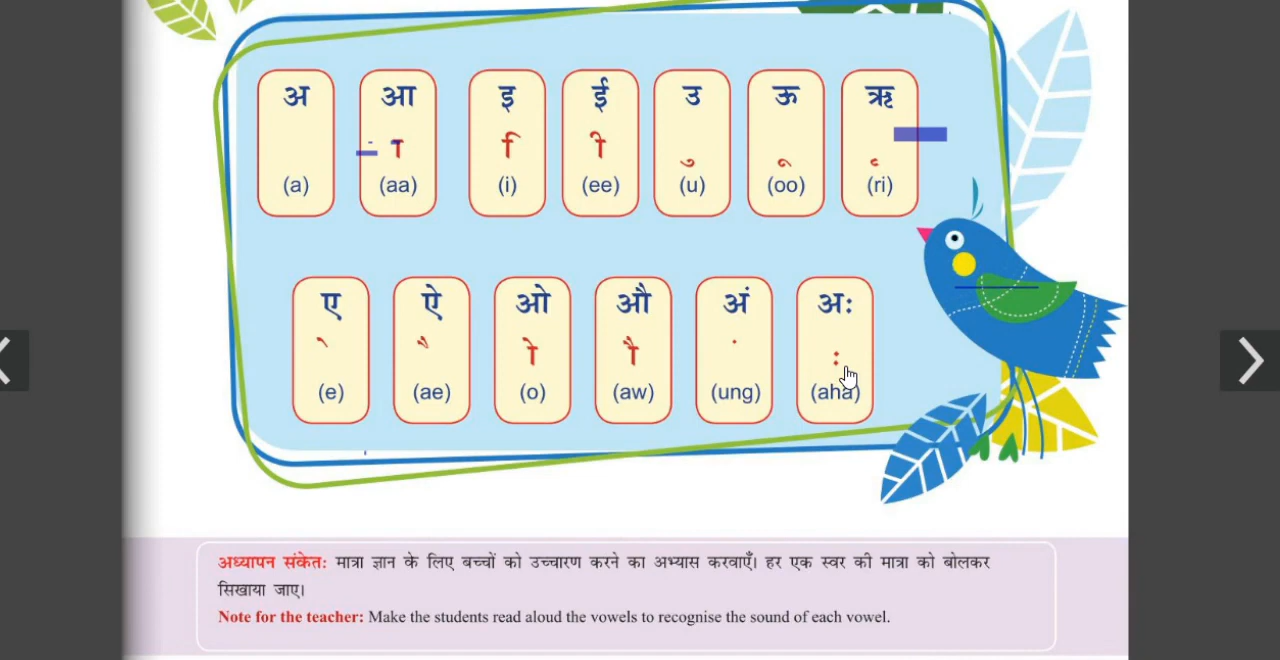 अ आ इ ई उ ऊ ऋ
ा ि ी ु ू ृ
(a) (aa) (i) (ee) (u) (oo) (ri)
ए ऐ ओ औ अं अः
े ै ो ौ ं ः
(e) (ae) (o) (aw) (ung) (aha)
अध्यापन संकेत: मात्रा ज्ञान के लिए बच्चों को उच्चारण करने का अभ्यास करवाएँ। हर एक स्वर की मात्रा को बोलकर
सिखाया जाए।
Note for the teacher: Make the students read aloud the vowels to recognise the sound of each vowel.